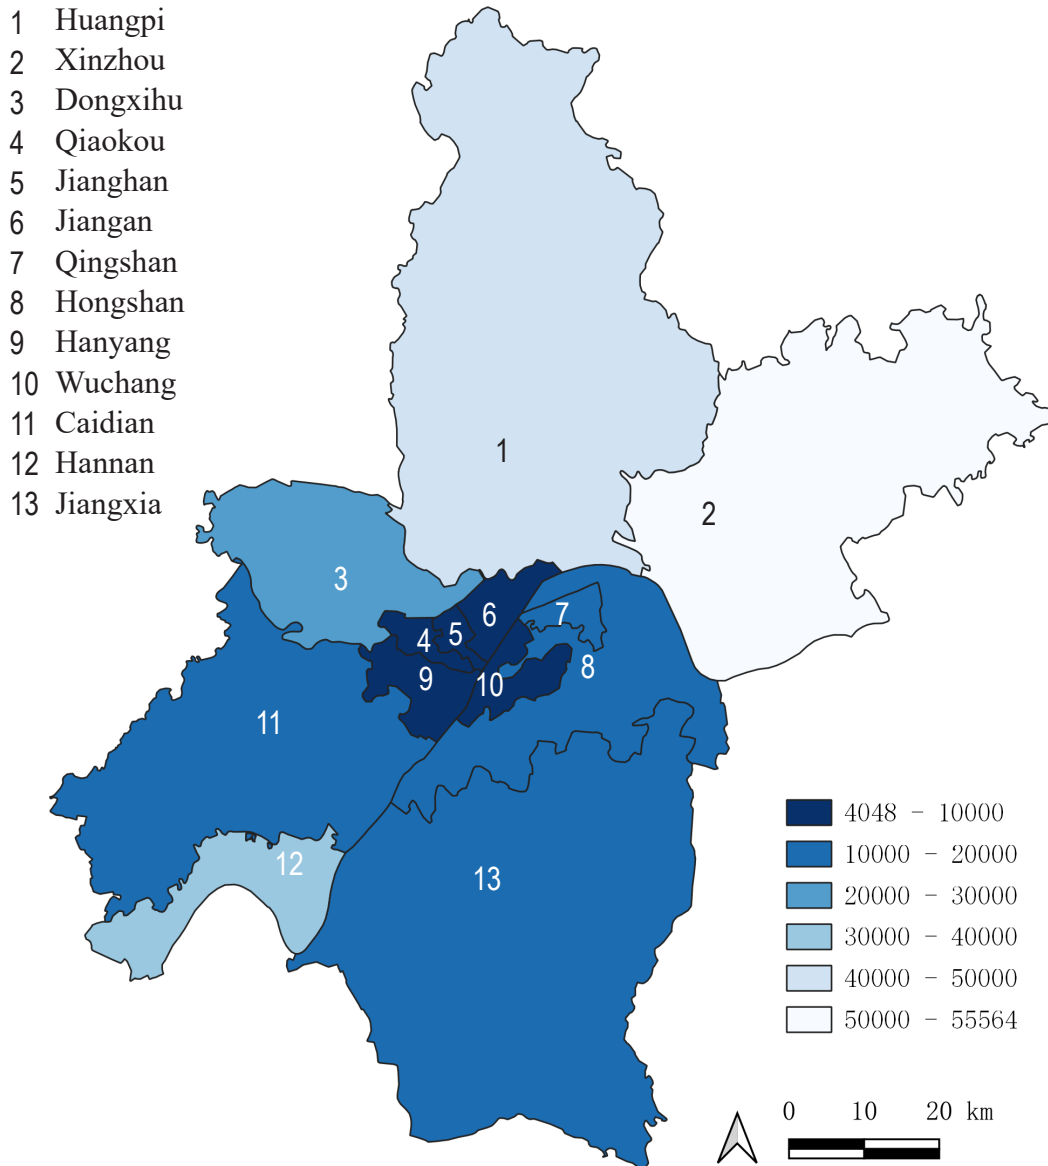 1 Huangpi
2 Xinzhou
3 Dongxihu
4 Qiaokou
5 Jianghan
6 Jiangan
7 Qingshan
8 Hongshan
9 Hanyang
10 Wuchang
11 Caidian
12 Hannan
13 Jiangxia
1
2
3
6
7
5
4
8
9
10
11
12
13
4048 - 10000
10000 - 20000
20000 - 30000
30000 - 40000
40000 - 50000
50000 - 55564
0 10 20 km